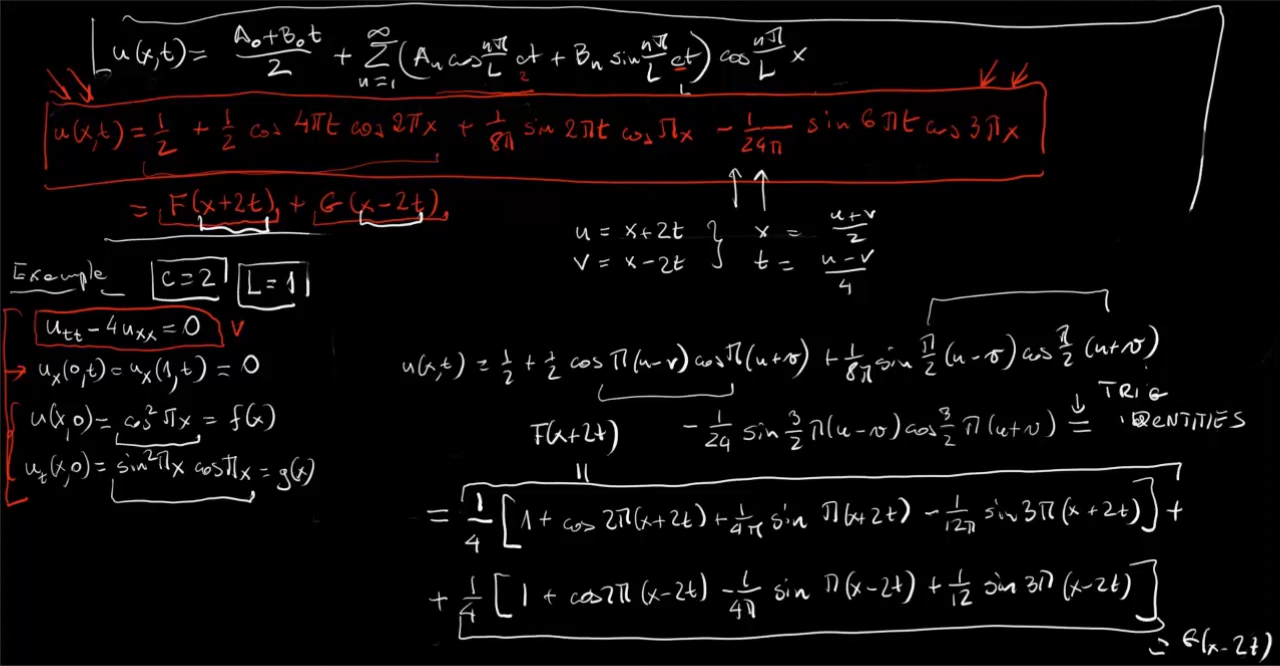 u(x,t) = (A₀+B₀t)/2 + ∑_{n=1}^{∞} (Aₙ cos nπ/L ct + Bₙ sin nπ/L ct) cos nπ/L x
2
u(x,t) = 1/2 + 1/2 cos 4πt cos 2πx + 1/8π sin 2πt cos πx − 1/24π sin 6πt cos 3πx
= F(x+2t) + G(x−2t)
u = x+2t } x = (u+v)/2
v = x−2t } t = (u−v)/4
Example c=2 L=1
u_tt − 4u_xx = 0 v
→ u_x(0,t) = u_x(1,t) = 0
u(x,0) = cos² πx = f(x)
u_t(x,0) = sin² πx cos πx = g(x)
u(x,t) = 1/2 + 1/2 cos π(u−v) cos π(u+v) + 1/8π sin π/2 (u−v) cos π/2 (u+v)
− 1/24 sin 3/2 π(u−v) cos 3/2 π(u+v) = ↓ TRIG IDENTITIES
F(x+2t)
=
= 1/4 [1 + cos 2π(x+2t) + 1/4π sin π(x+2t) − 1/12π sin 3π(x+2t)] +
+ 1/4 [1 + cos 2π(x−2t) − 1/4π sin π(x−2t) + 1/12 sin 3π(x−2t)]
= G(x−2t)